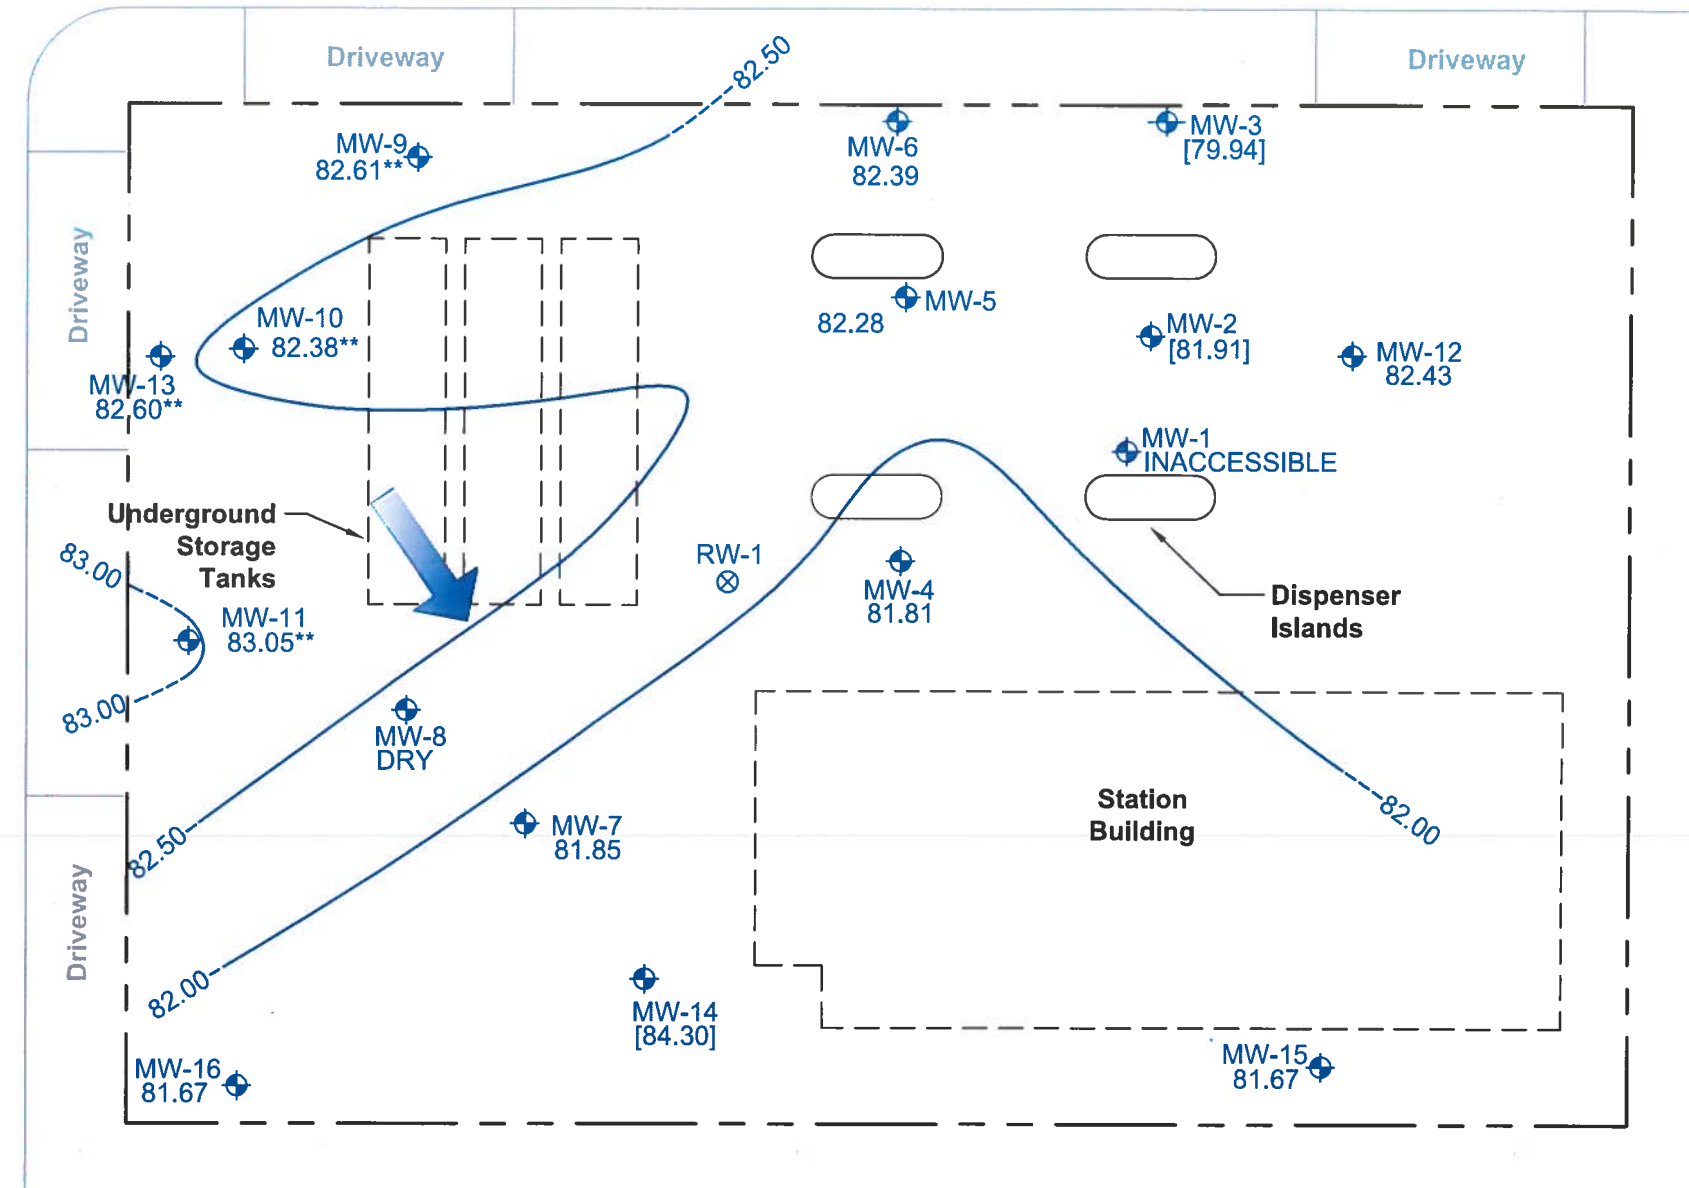 Driveway
82.50
Driveway
MW-9
82.61**
MW-6
82.39
MW-3
[79.94]
Driveway
MW-10
82.38**
MW-5
82.28
MW-2
[81.91]
MW-12
82.43
MW-13
82.60**
MW-1
INACCESSIBLE
Underground
Storage
Tanks
83.00
RW-1
MW-4
81.81
Dispenser
Islands
MW-11
83.05**
83.00
MW-8
DRY
Station
Building
82.00
MW-7
81.85
82.50
Driveway
82.00
MW-14
[84.30]
MW-16
81.67
MW-15
81.67